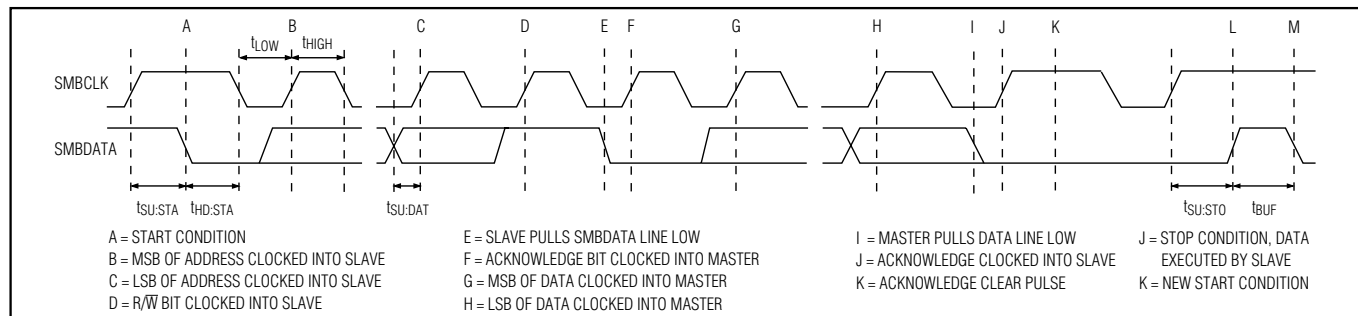 A B C D E F G H I J K L M
tLOW tHIGH
SMBCLK
SMBDATA
tSU:STA tHD:STA tSU:DAT tSU:STO tBUF
A = START CONDITION
B = MSB OF ADDRESS CLOCKED INTO SLAVE
C = LSB OF ADDRESS CLOCKED INTO SLAVE
D = R/W̅ BIT CLOCKED INTO SLAVE
E = SLAVE PULLS SMBDATA LINE LOW
F = ACKNOWLEDGE BIT CLOCKED INTO MASTER
G = MSB OF DATA CLOCKED INTO MASTER
H = LSB OF DATA CLOCKED INTO MASTER
I = MASTER PULLS DATA LINE LOW
J = ACKNOWLEDGE CLOCKED INTO SLAVE
K = ACKNOWLEDGE CLEAR PULSE
J = STOP CONDITION, DATA
EXECUTED BY SLAVE
K = NEW START CONDITION